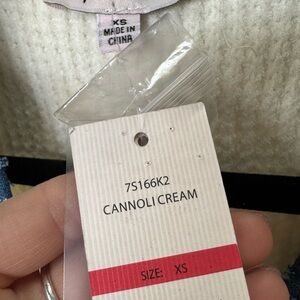 XS
MADE IN
CHINA
7S166K2
CANNOLI CREAM
SIZE: XS